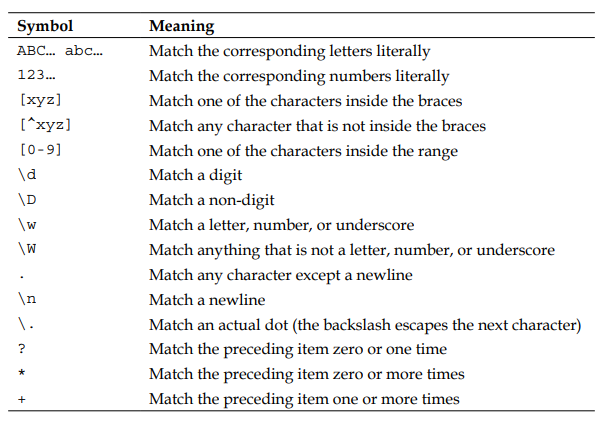 Symbol Meaning
ABC… abc… Match the corresponding letters literally
123… Match the corresponding numbers literally
[xyz] Match one of the characters inside the braces
[^xyz] Match any character that is not inside the braces
[0-9] Match one of the characters inside the range
\d Match a digit
\D Match a non-digit
\w Match a letter, number, or underscore
\W Match anything that is not a letter, number, or underscore
. Match any character except a newline
\n Match a newline
\. Match an actual dot (the backslash escapes the next character)
? Match the preceding item zero or one time
* Match the preceding item zero or more times
+ Match the preceding item one or more times